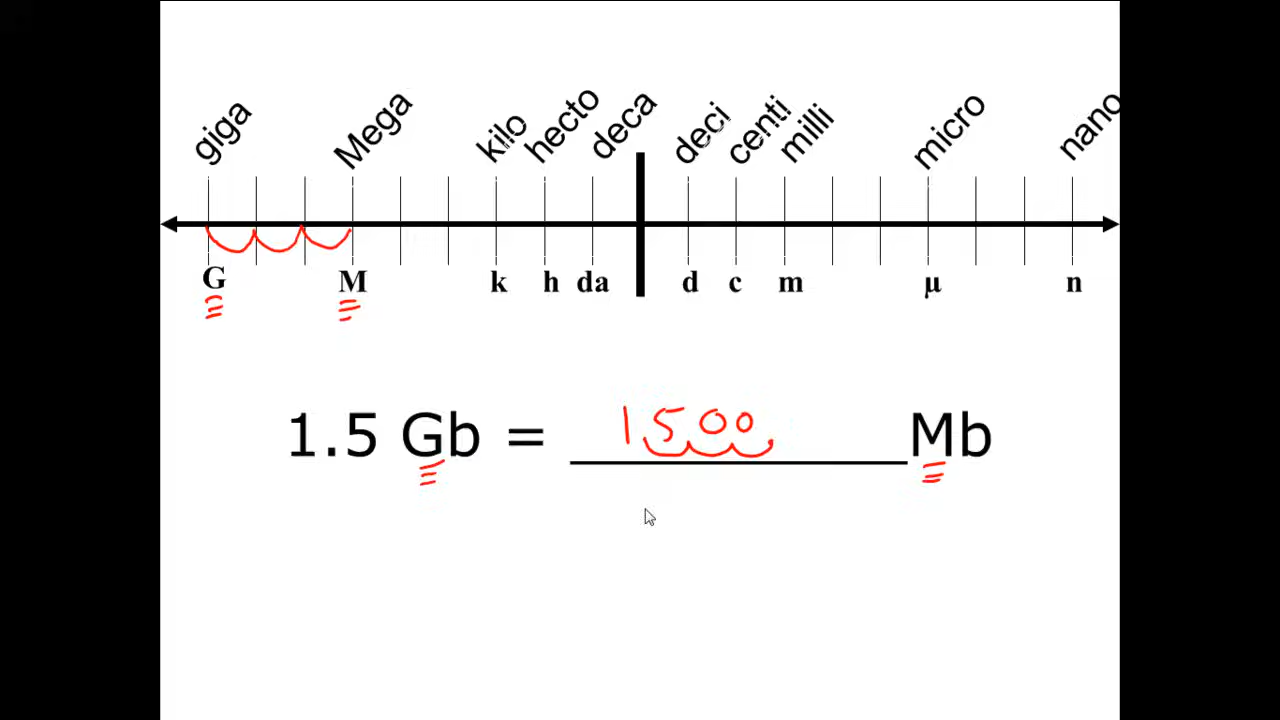 giga Mega kilo hecto deca deci centi milli micro nano
G M k h da d c m µ n
1.5 Gb = 1500 Mb